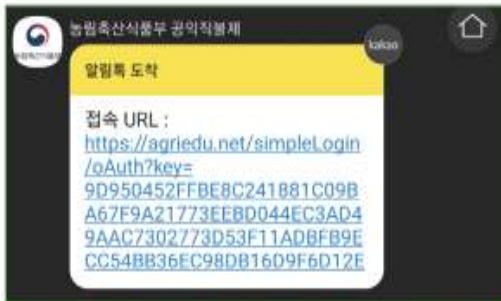 농림축산식품부 공익직불제
kakao
알림톡 도착
접속 URL :
https://agriedu.net/simpleLogin
/oAuth?key=
9D950452FFBE8C241881C09B
A67F9A21773EEBD044EC3AD4
9AAC7302773D53F11ADBFB9E
CC54BB36EC98DB16D9F6D12E